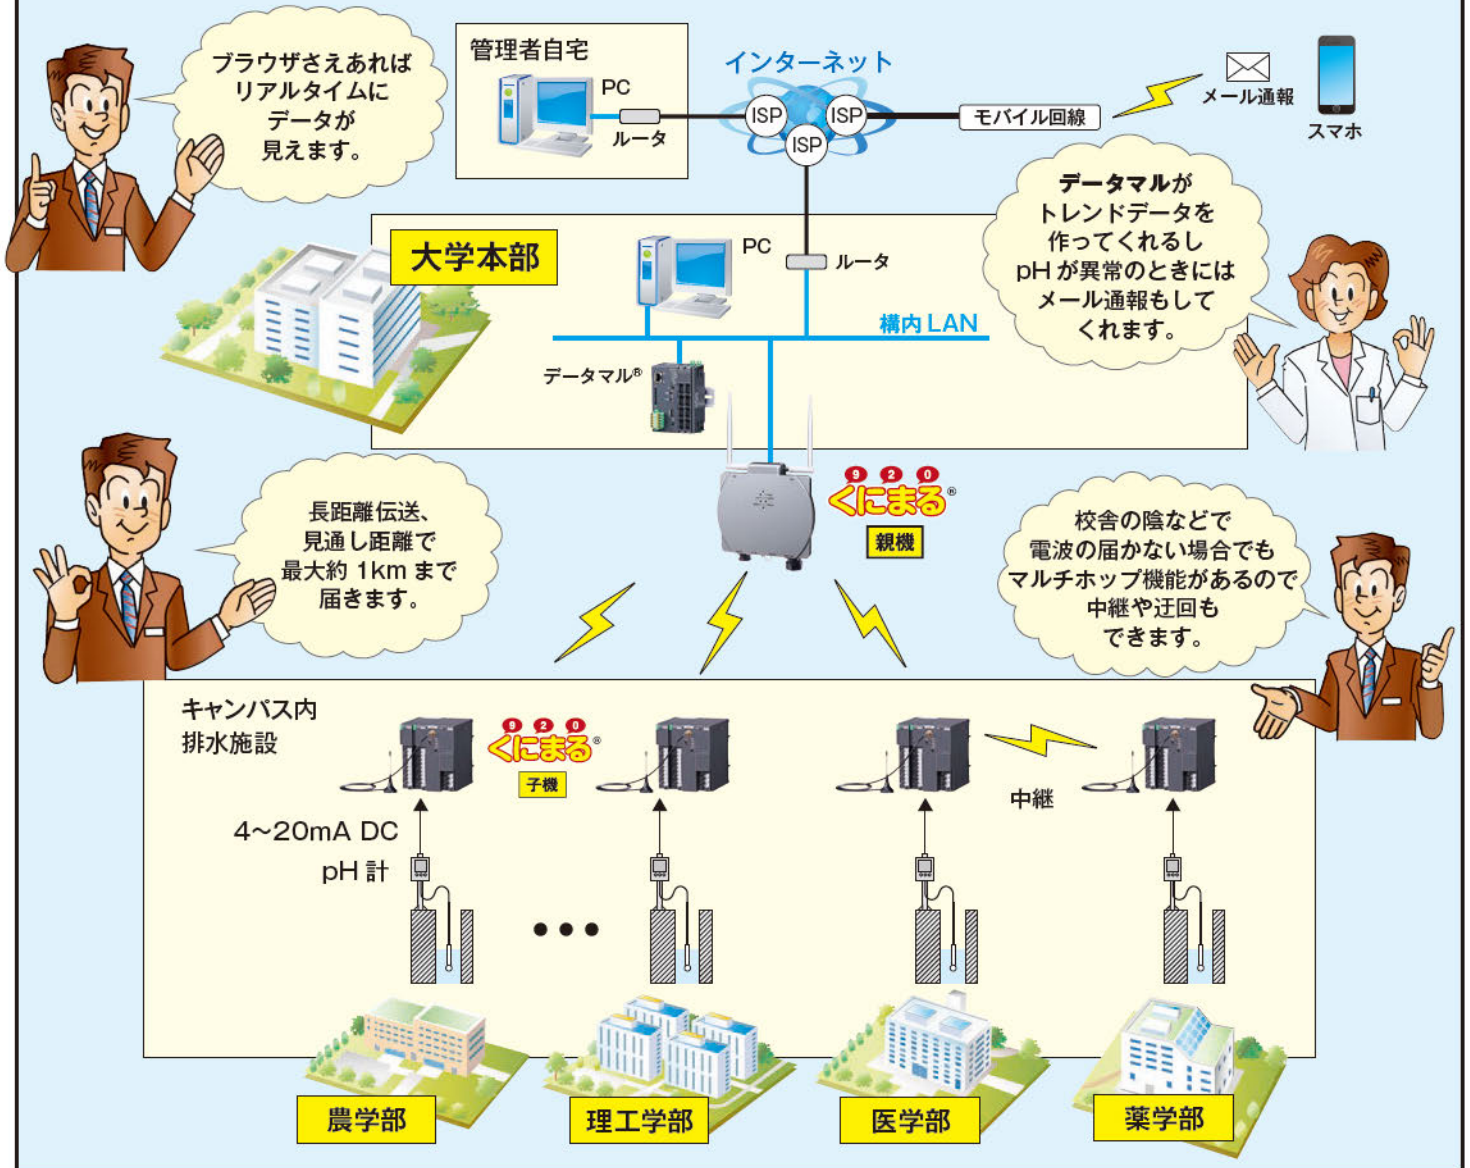 ブラウザさえあれば
リアルタイムに
データが
見えます。
管理者自宅
PC
ルータ
インターネット
ISP
ISP
ISP
モバイル回線
メール通報
スマホ
データマルが
トレンドデータを
作ってくれるし
pHが異常のときには
メール通報もして
くれます。
大学本部
PC
ルータ
構内 LAN
データマル®
920
くにまる®
親機
長距離伝送、
見通し距離で
最大約 1km まで
届きます。
校舎の陰などで
電波の届かない場合でも
マルチホップ機能があるので
中継や迂回も
できます。
キャンパス内
排水施設
920
くにまる®
子機
中継
4～20mA DC
pH 計
●●●
農学部
理工学部
医学部
薬学部